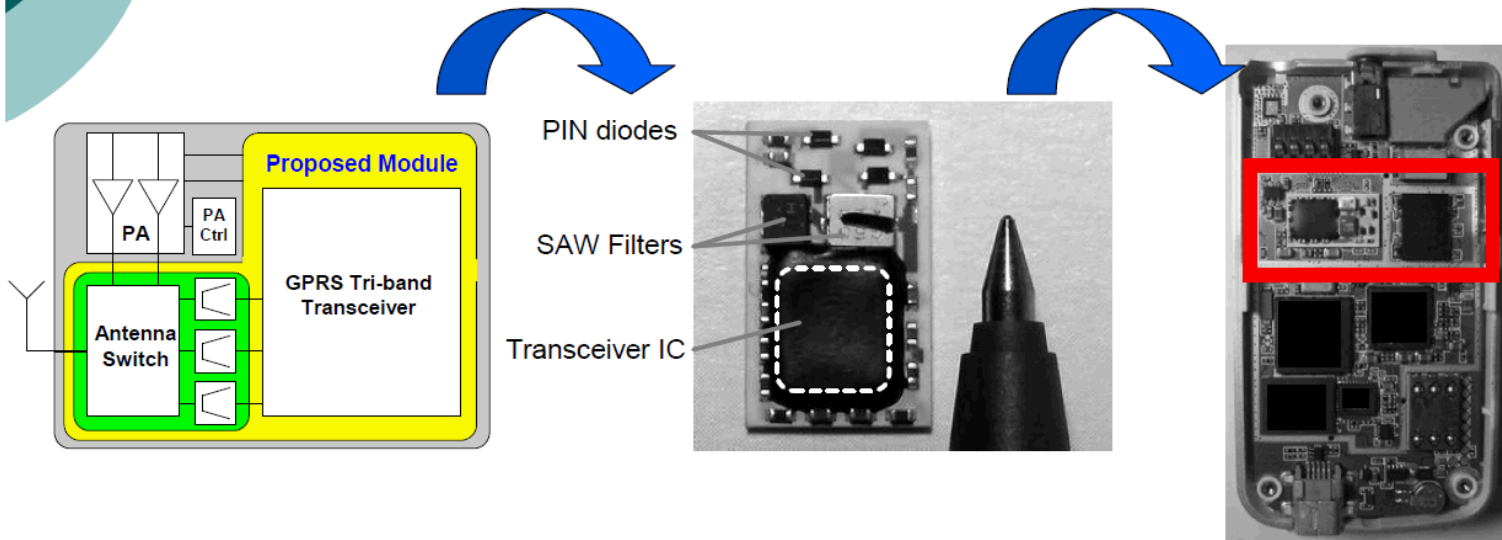 Proposed Module
PA
PA
Ctrl
GPRS Tri-band
Transceiver
Antenna
Switch
PIN diodes
SAW Filters
Transceiver IC